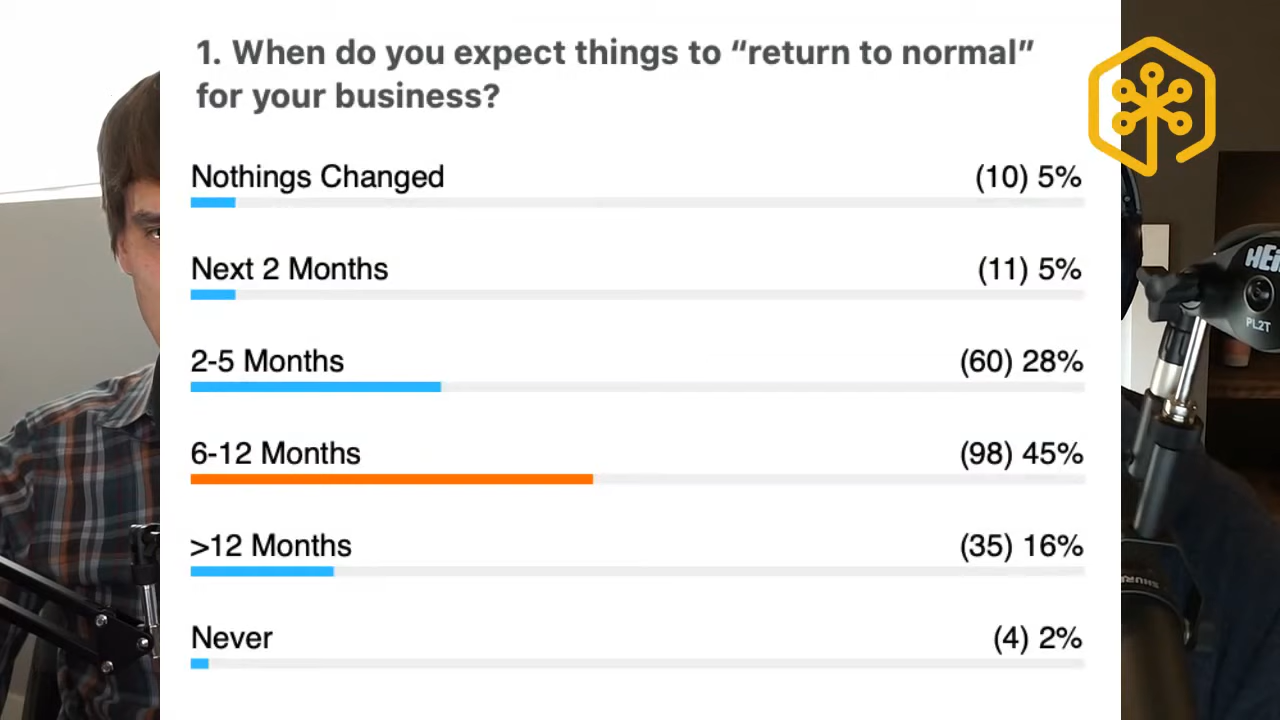 1. When do you expect things to “return to normal”
for your business?
Nothings Changed (10) 5%
Next 2 Months (11) 5%
2-5 Months (60) 28%
6-12 Months (98) 45%
>12 Months (35) 16%
Never (4) 2%
PL2T